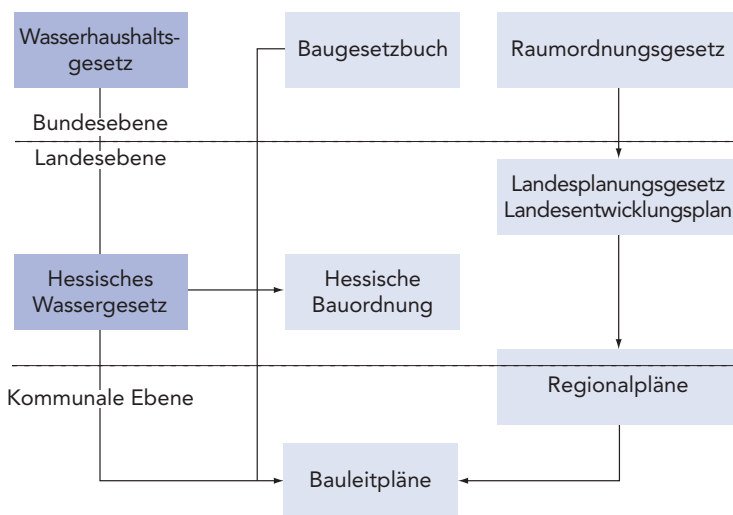 Wasserhaushalts-
gesetz
Baugesetzbuch
Raumordnungsgesetz
Bundesebene
Landesebene
Landesplanungsgesetz
Landesentwicklungsplan
Hessisches
Wassergesetz
Hessische
Bauordnung
Kommunale Ebene
Regionalpläne
Bauleitpläne